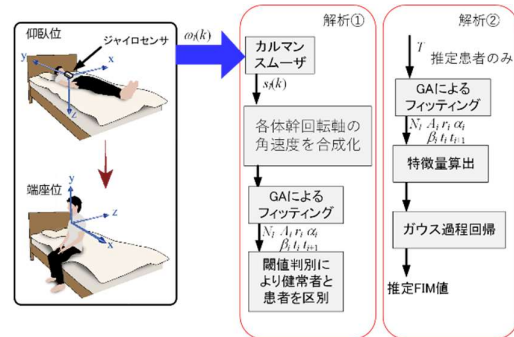 仰臥位
ジャイロセンサ
y
x
z
端座位
y
z
x
ωi(k)
解析①
カルマン
スムーザ
si(k)
各体幹回転軸の
角速度を合成化
GAによる
フィッティング
Ni Ai ri αi
βi ti ti+1
閾値判別に
より健常者と
患者を区別
解析②
T
推定患者のみ
GAによる
フィッティング
Ni Ai ri αi
βi ti ti+1
特徴量算出
ガウス過程回帰
推定FIM値